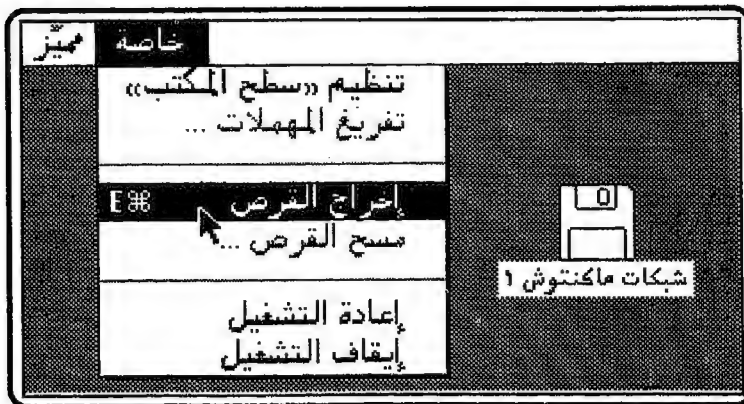 خاصة مميّز
تنظيم «سطح المكتب»
تفريغ المهملات ...
إخراج القرص E⌘
مسح القرص ...
إعادة التشغيل
إيقاف التشغيل
شبكات ماكنتوش ١